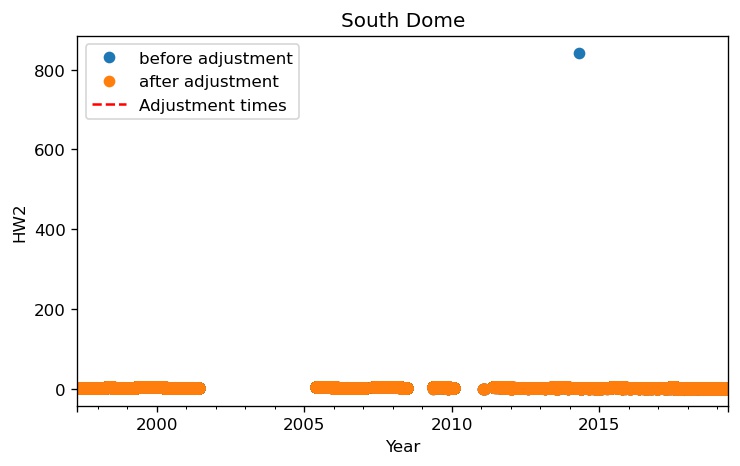 South Dome
before adjustment
after adjustment
Adjustment times
800
600
400
200
0
HW2
2000 2005 2010 2015
Year